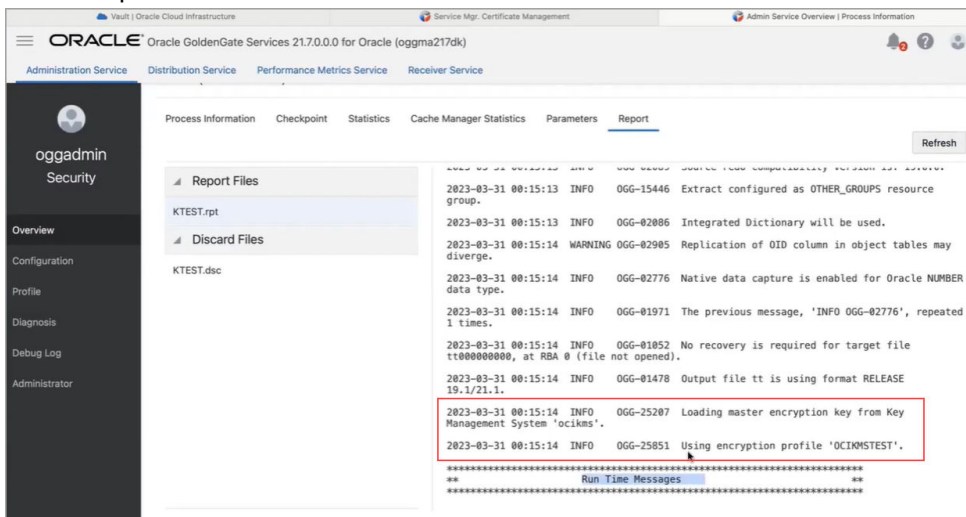 Vault | Oracle Cloud Infrastructure
Service Mgr. Certificate Management
Admin Service Overview | Process Information
ORACLE Oracle GoldenGate Services 21.7.0.0.0 for Oracle (oggma217dk)
2
Administration Service
Distribution Service
Performance Metrics Service
Receiver Service
oggadmin
Security
Overview
Configuration
Profile
Diagnosis
Debug Log
Administrator
Process Information
Checkpoint
Statistics
Cache Manager Statistics
Parameters
Report
Refresh
Report Files
KTEST.rpt
Discard Files
KTEST.dsc
2023-03-31 00:15:13 INFO OGG-15446 Extract configured as OTHER_GROUPS resource
group.
2023-03-31 00:15:13 INFO OGG-02086 Integrated Dictionary will be used.
2023-03-31 00:15:14 WARNING OGG-02905 Replication of OID column in object tables may
diverge.
2023-03-31 00:15:14 INFO OGG-02776 Native data capture is enabled for Oracle NUMBER
data type.
2023-03-31 00:15:14 INFO OGG-01971 The previous message, 'INFO OGG-02776', repeated
1 times.
2023-03-31 00:15:14 INFO OGG-01052 No recovery is required for target file
tt000000000, at RBA 0 (file not opened).
2023-03-31 00:15:14 INFO OGG-01478 Output file tt is using format RELEASE
19.1/21.1.
2023-03-31 00:15:14 INFO OGG-25207 Loading master encryption key from Key
Management System 'ocikms'.
2023-03-31 00:15:14 INFO OGG-25851 Using encryption profile 'OCIKMSTEST'.
***********************************************************************
** Run Time Messages **
***********************************************************************